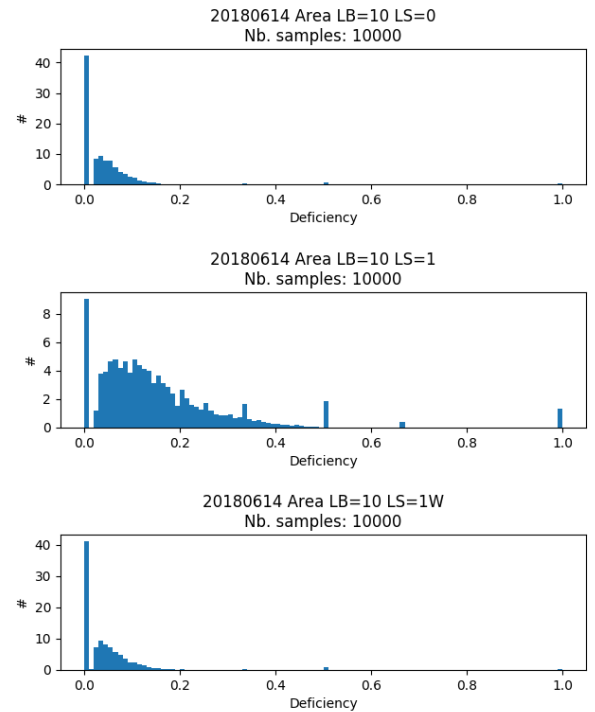 20180614 Area LB=10 LS=0
Nb. samples: 10000
40
30
20
10
0
#
0.0 0.2 0.4 0.6 0.8 1.0
Deficiency
20180614 Area LB=10 LS=1
Nb. samples: 10000
8
6
4
2
0
#
0.0 0.2 0.4 0.6 0.8 1.0
Deficiency
20180614 Area LB=10 LS=1W
Nb. samples: 10000
40
30
20
10
0
#
0.0 0.2 0.4 0.6 0.8 1.0
Deficiency